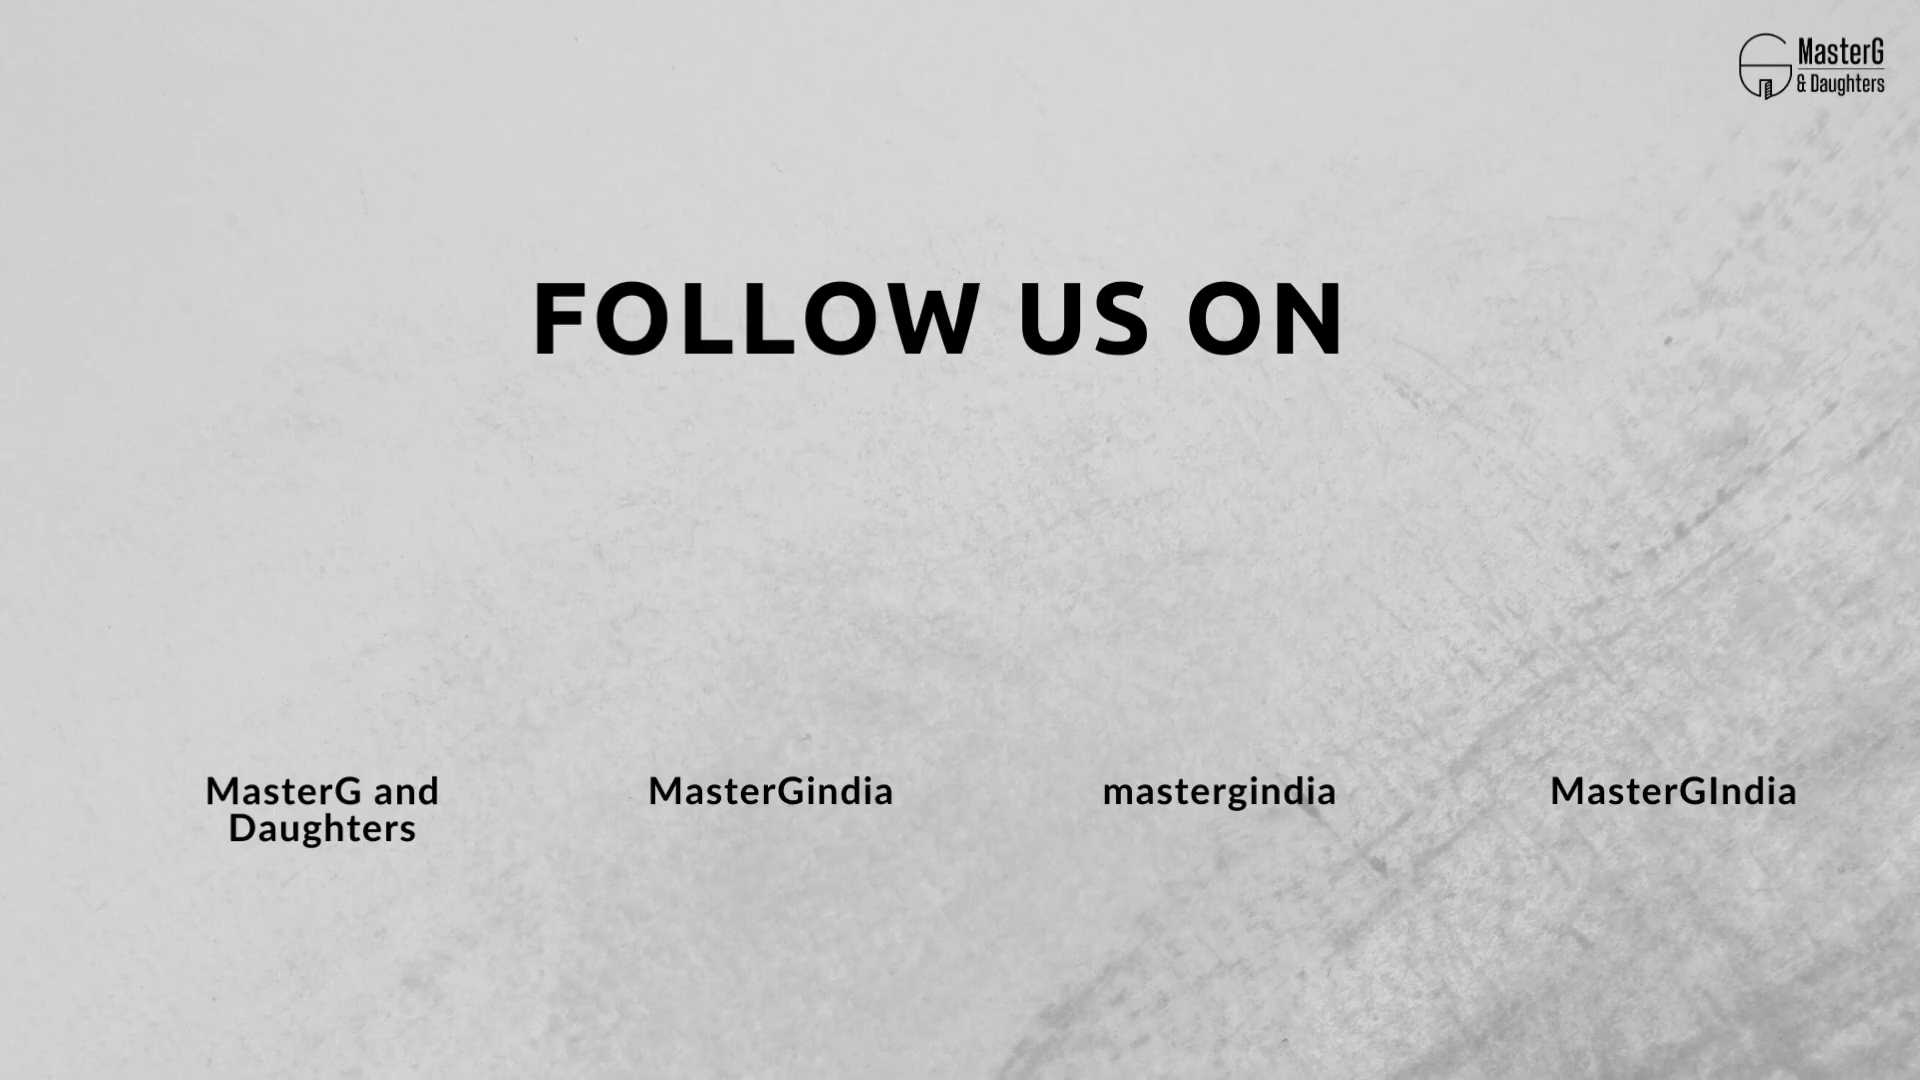 MasterG
& Daughters
FOLLOW US ON
MasterG and
Daughters
MasterGindia
mastergindia
MasterGIndia